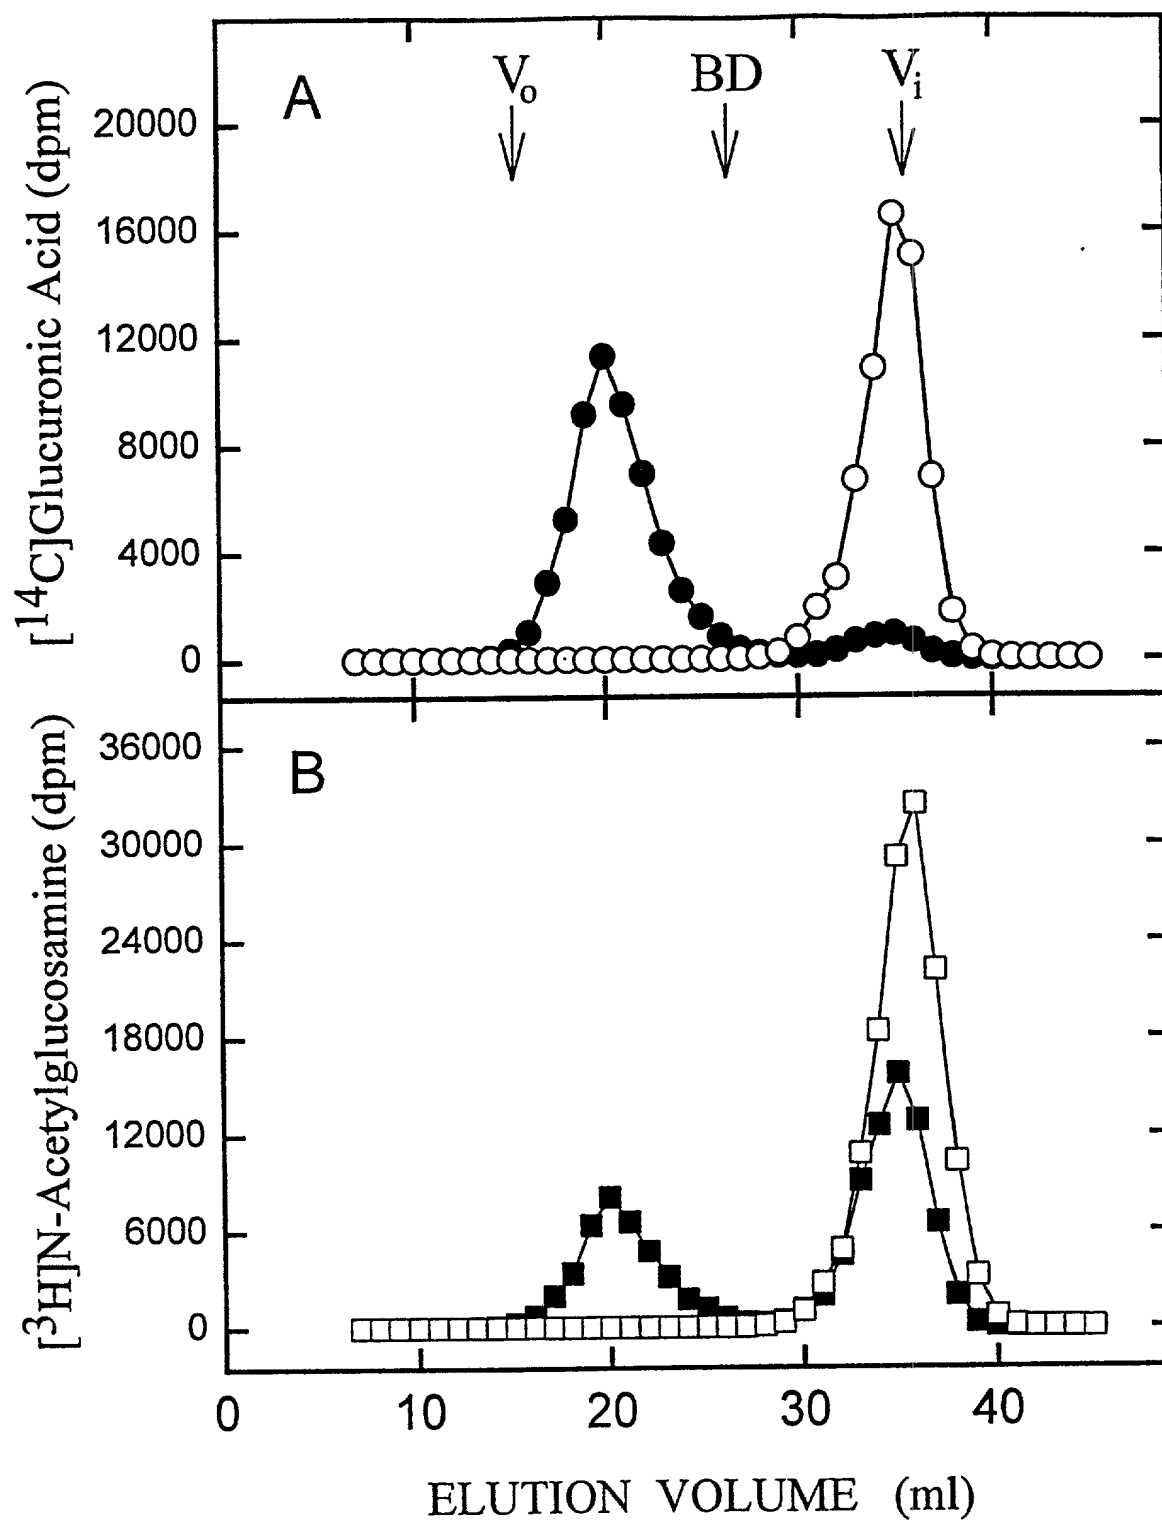 A
V₀ BD Vᵢ
[¹⁴C]Glucuronic Acid (dpm)
20000
16000
12000
8000
4000
0
B
[³H]N-Acetylglucosamine (dpm)
36000
30000
24000
18000
12000
6000
0
0 10 20 30 40
ELUTION VOLUME (ml)